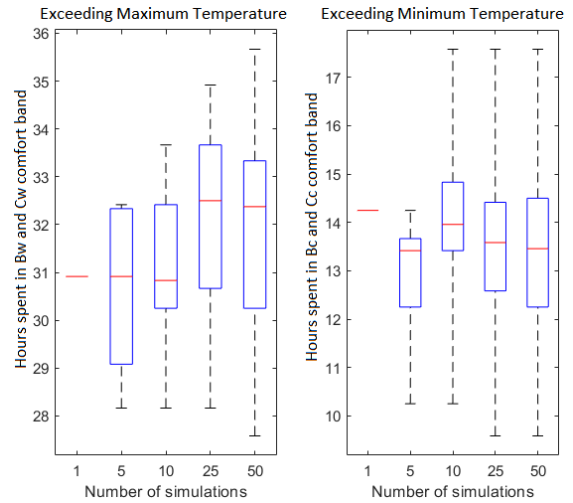 Exceeding Maximum Temperature
Hours spent in Bw and Cw comfort band
36
35
34
33
32
31
30
29
28
1 5 10 25 50
Number of simulations
Exceeding Minimum Temperature
Hours spent in Bc and Cc comfort band
17
16
15
14
13
12
11
10
1 5 10 25 50
Number of simulations